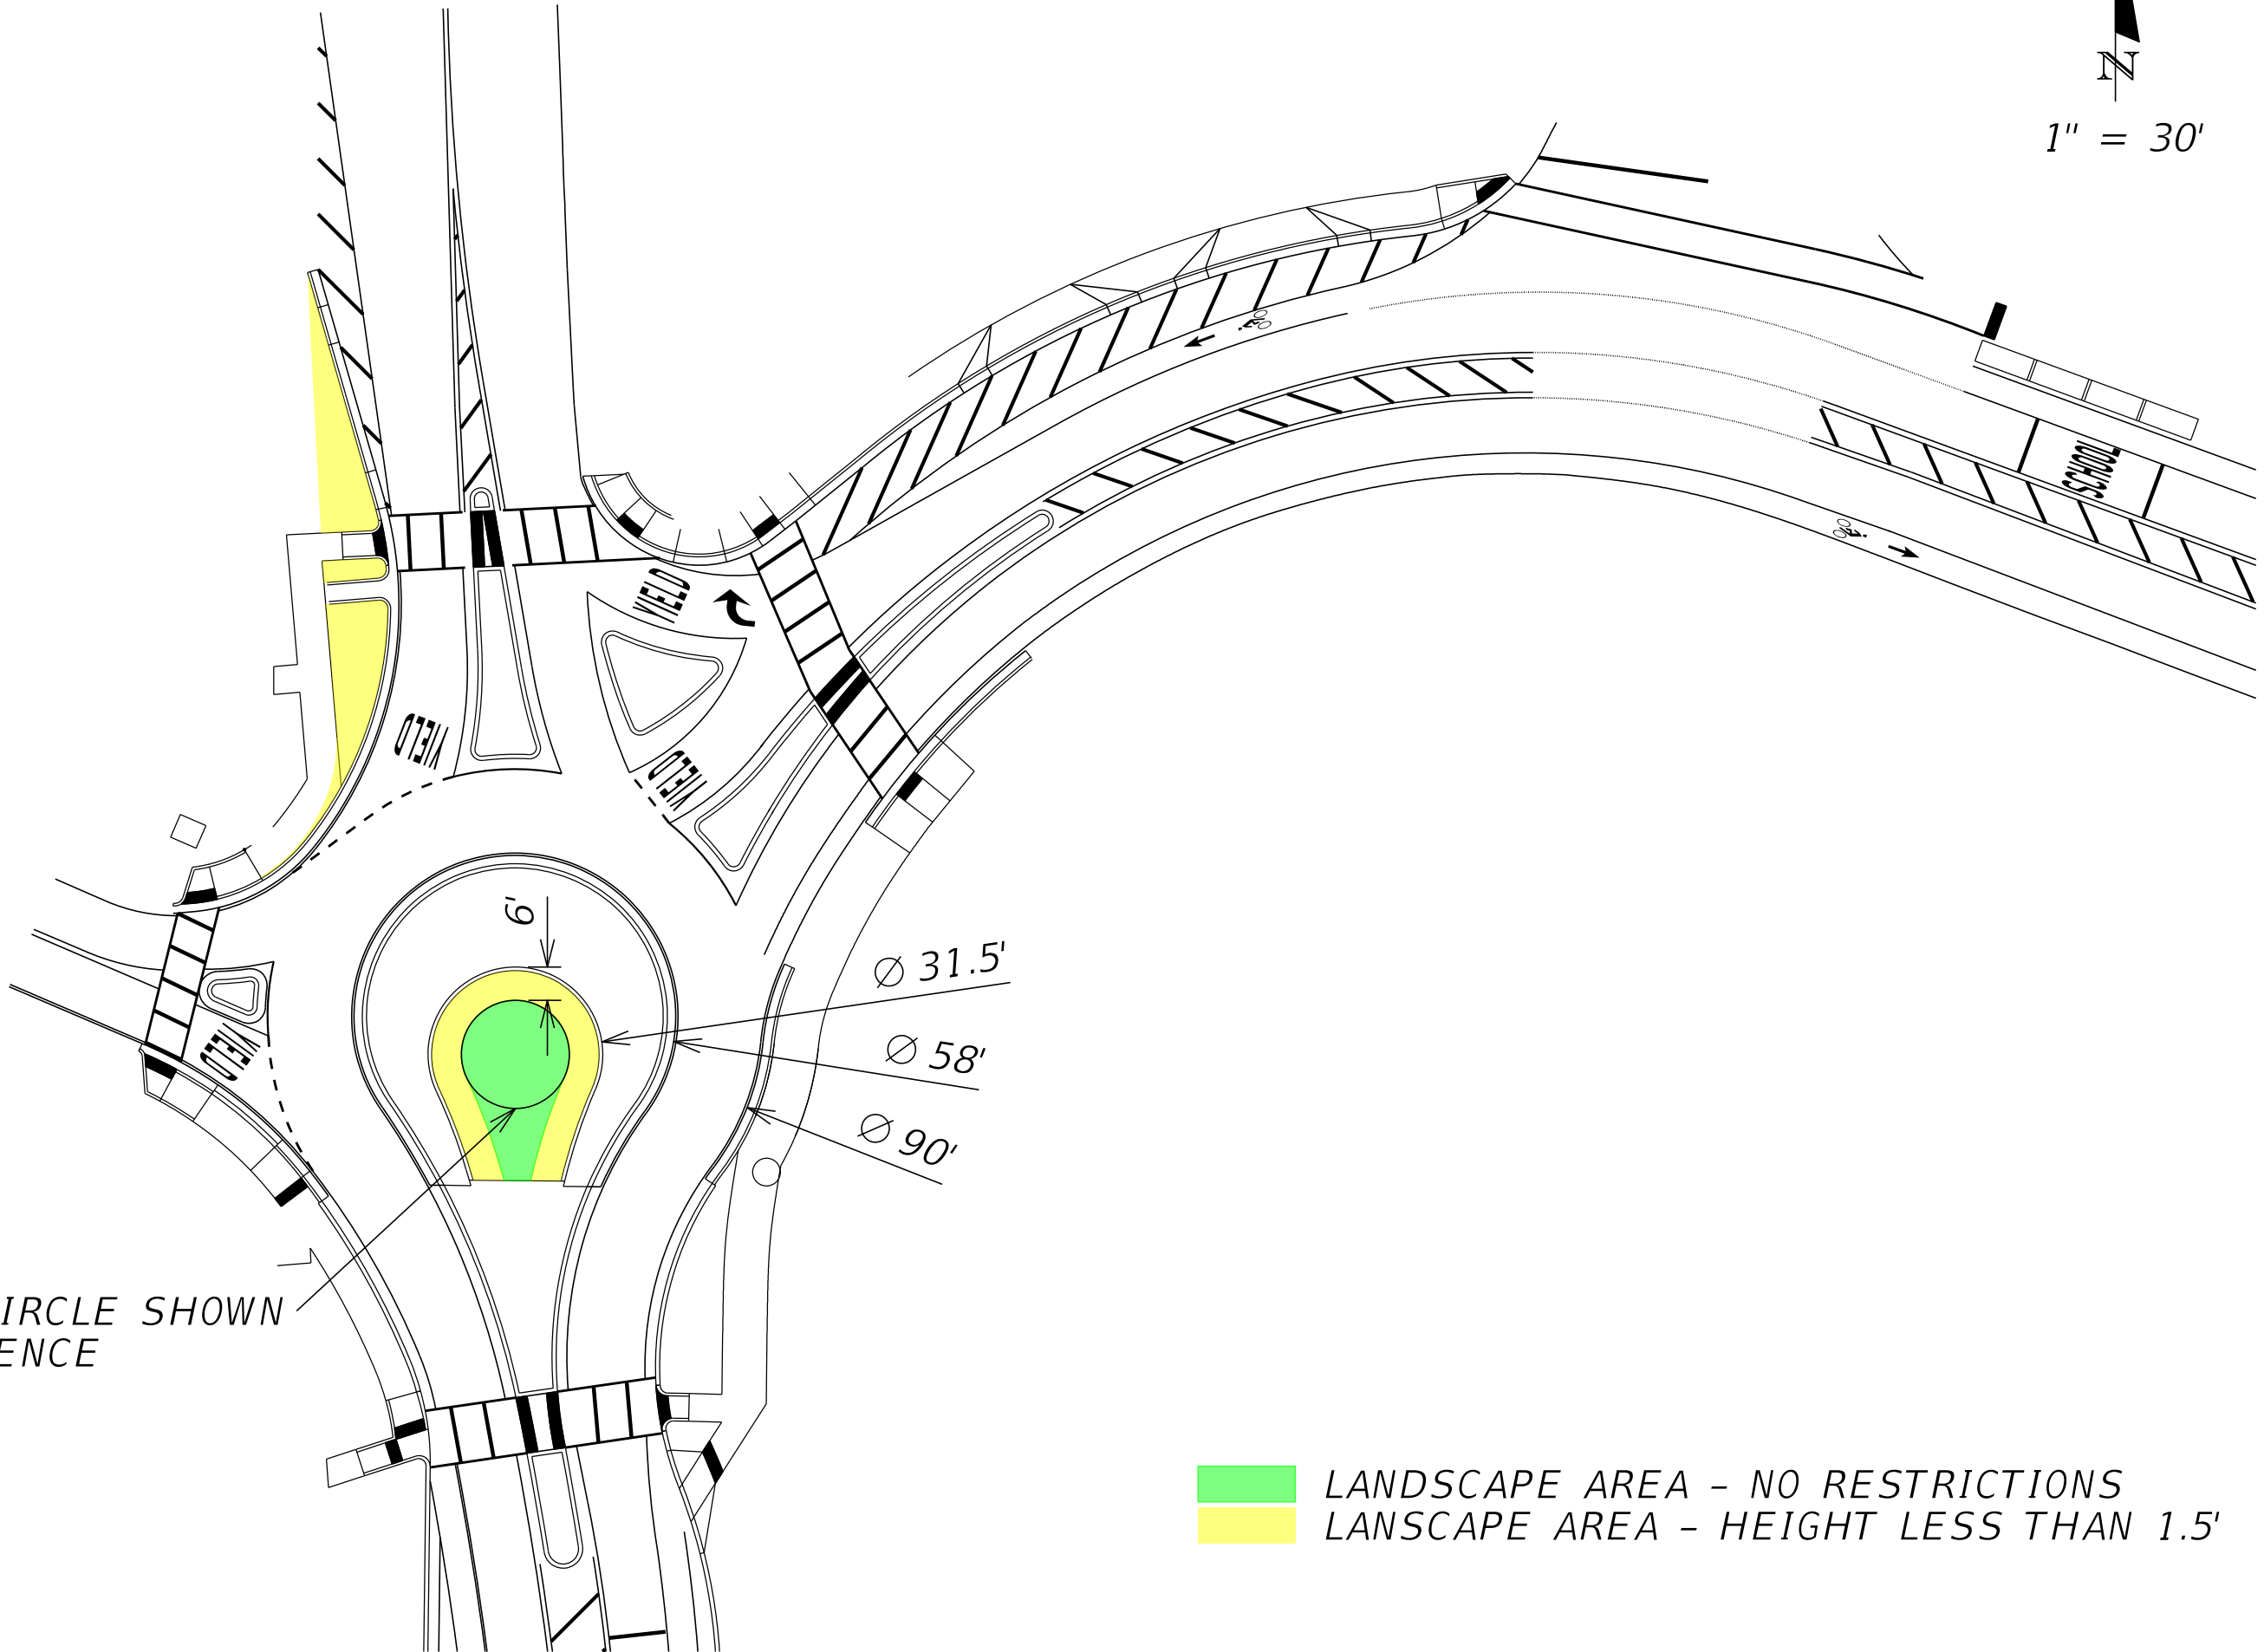 N
1" = 30'
SCHOOL
YIELD
YIELD
YIELD
6'
Ø 31.5'
Ø 58'
YIELD
Ø 90'
IRCLE SHOWN
ENCE
LANDSCAPE AREA – NO RESTRICTIONS
LANSCAPE AREA – HEIGHT LESS THAN 1.5'